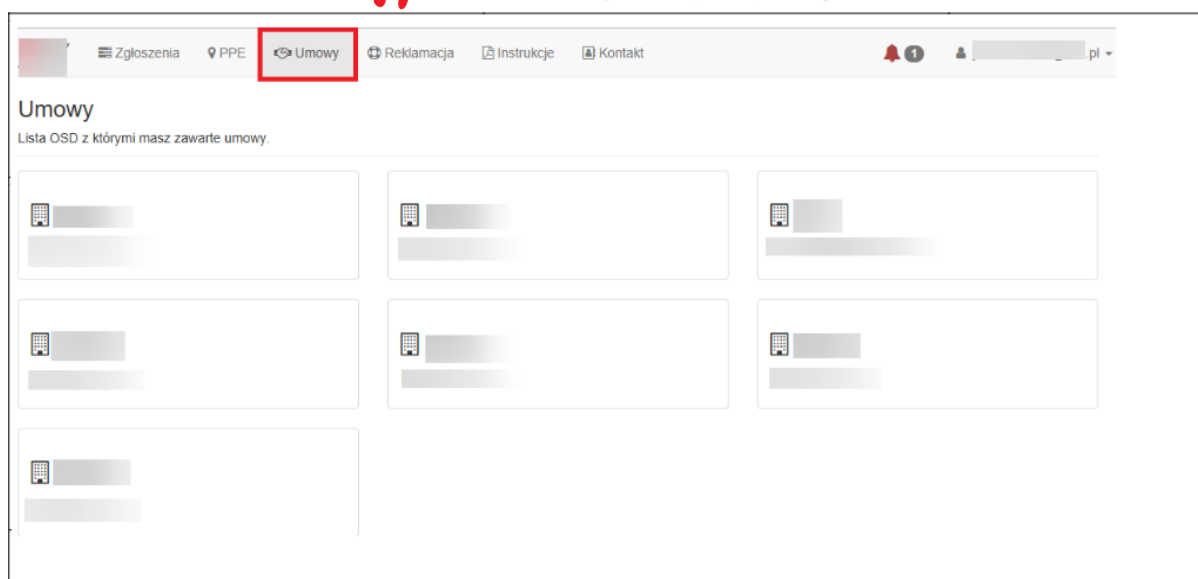 Zgłoszenia PPE Umowy Reklamacja Instrukcje Kontakt 1 pl
Umowy
Lista OSD z którymi masz zawarte umowy.